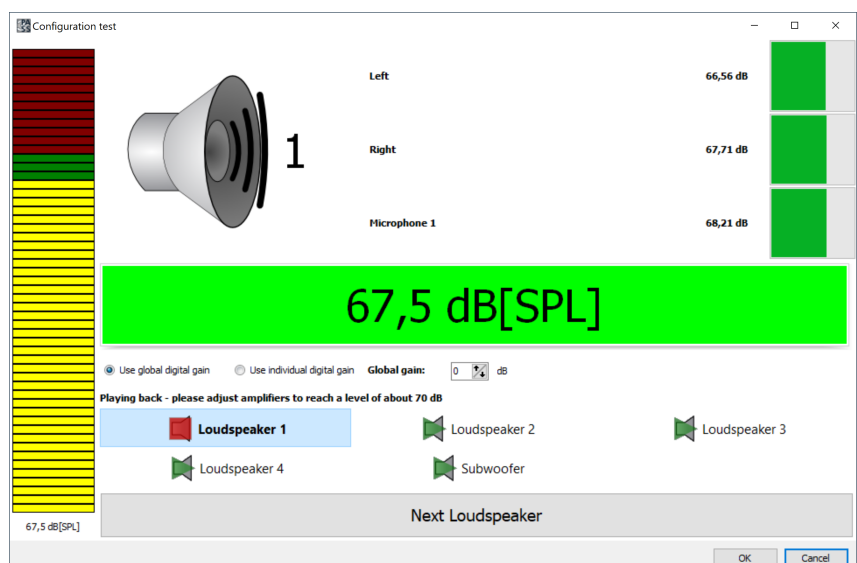 Configuration test
Left 66,56 dB
1
Right 67,71 dB
Microphone 1 68,21 dB
67,5 dB[SPL]
Use global digital gain Use individual digital gain Global gain: 0 dB
Playing back - please adjust amplifiers to reach a level of about 70 dB
Loudspeaker 1 Loudspeaker 2 Loudspeaker 3
Loudspeaker 4 Subwoofer
Next Loudspeaker
67,5 dB[SPL]
OK Cancel